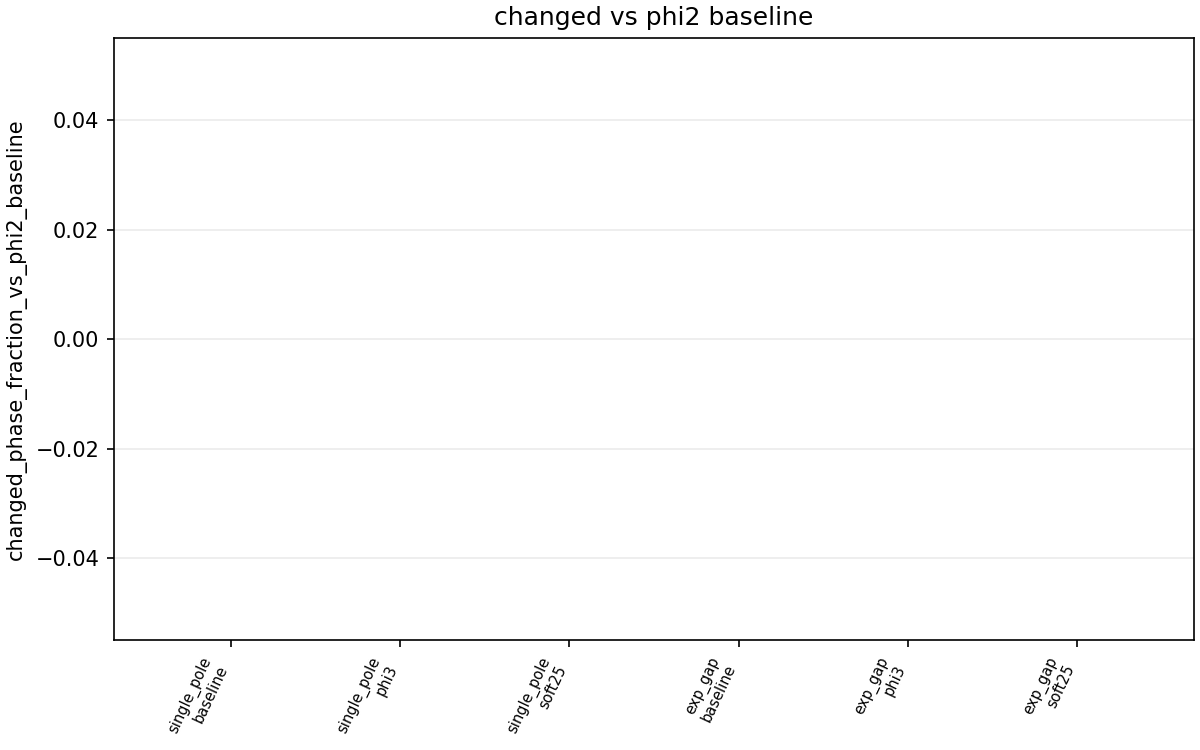 changed vs phi2 baseline
changed_phase_fraction_vs_phi2_baseline
0.04
0.02
0.00
−0.02
−0.04
single_pole
baseline
single_pole
phi3
single_pole
soft25
exp_gap
baseline
exp_gap
phi3
exp_gap
soft25